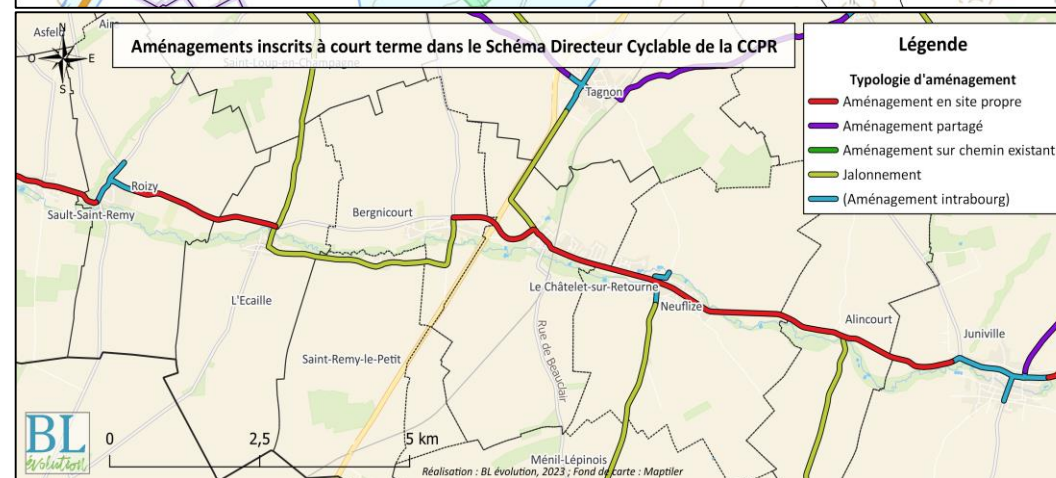 Aménagements inscrits à court terme dans le Schéma Directeur Cyclable de la CCPR
Légende
Typologie d'aménagement
Aménagement en site propre
Aménagement partagé
Aménagement sur chemin existant
Jalonnement
(Aménagement intrabourg)
Asfeld
N
O
E
S
Saint-Loup-en-Champagne
Tagnon
Roizy
Sault-Saint-Remy
Bergnicourt
L'Ecaille
Le Châtelet-sur-Retourne
Neuflize
Alincourt
Juniville
Saint-Remy-le-Petit
Rue de Beauclair
Ménil-Lépinois
BL
évolution
0
2,5
5 km
Réalisation : BL évolution, 2023 ; Fond de carte : Maptiler